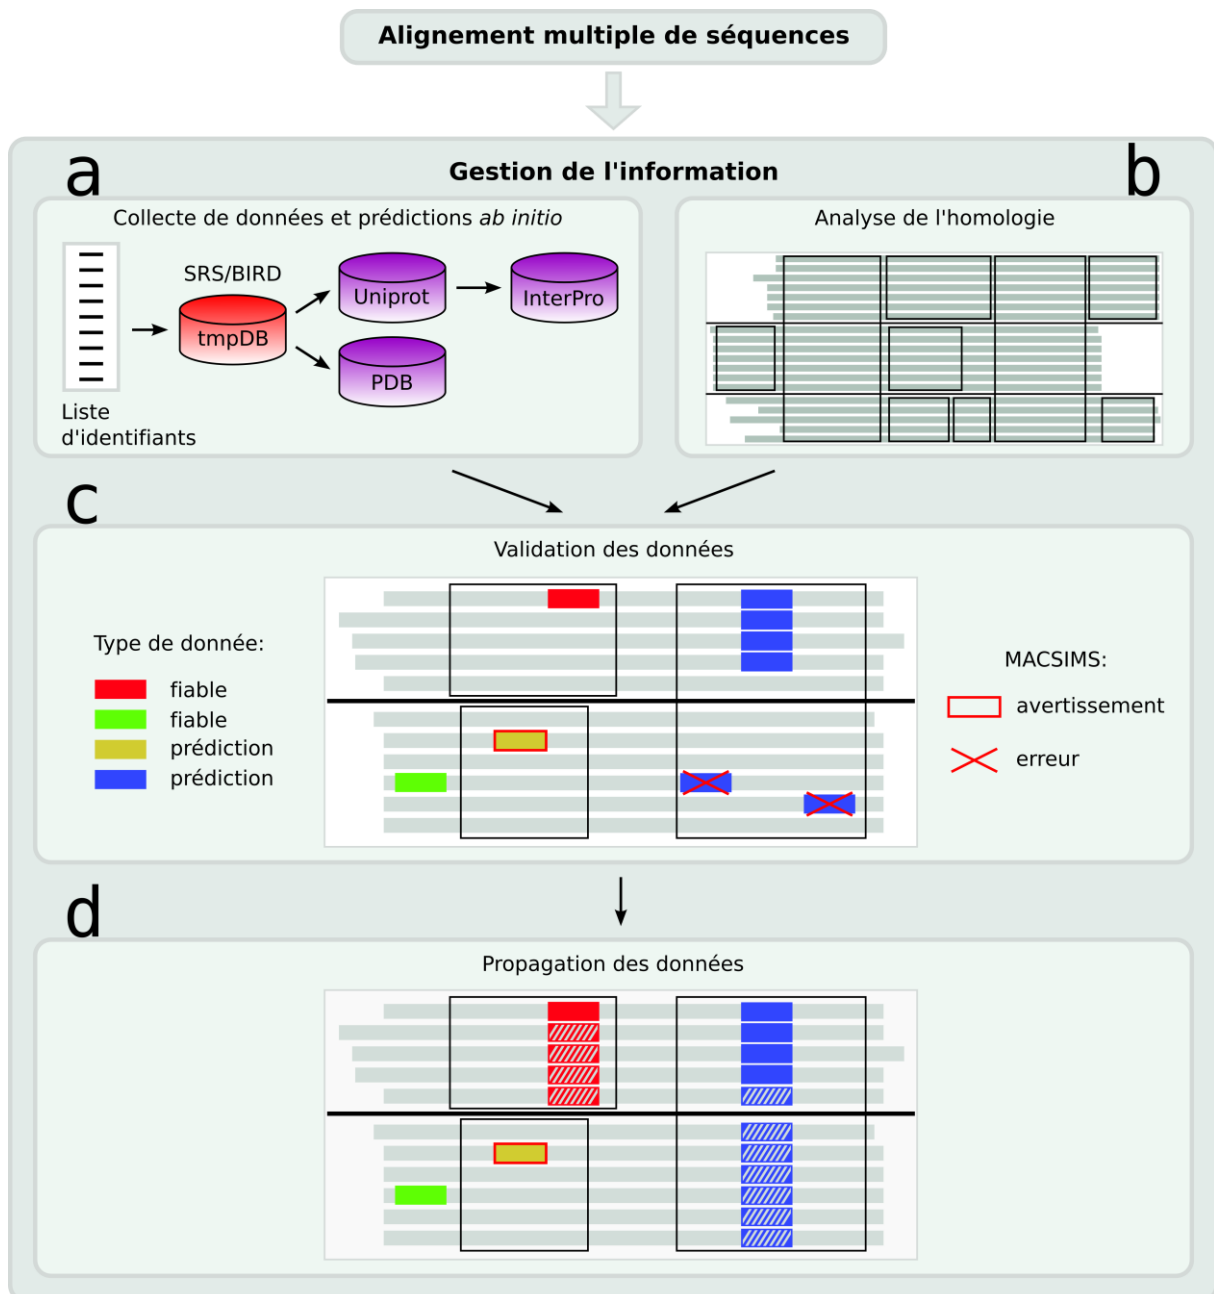 Alignement multiple de séquences
Gestion de l'information
a
Collecte de données et prédictions ab initio
SRS/BIRD
tmpDB
Uniprot
InterPro
PDB
Liste
d'identifiants
b
Analyse de l'homologie
c
Validation des données
Type de donnée:
fiable
fiable
prédiction
prédiction
MACSIMS:
avertissement
erreur
d
Propagation des données